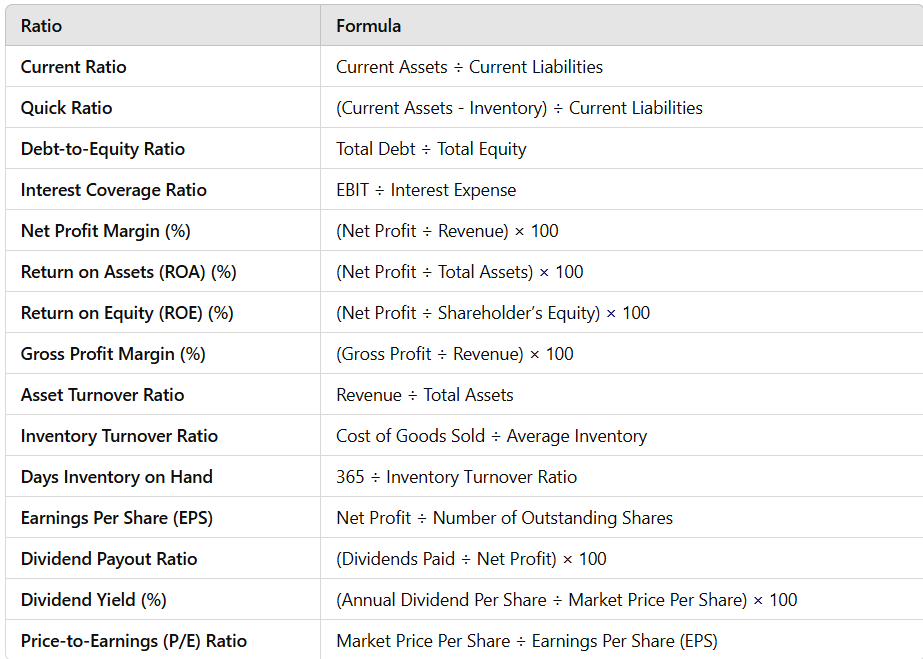 Ratio Formula
Current Ratio Current Assets ÷ Current Liabilities
Quick Ratio (Current Assets - Inventory) ÷ Current Liabilities
Debt-to-Equity Ratio Total Debt ÷ Total Equity
Interest Coverage Ratio EBIT ÷ Interest Expense
Net Profit Margin (%) (Net Profit ÷ Revenue) × 100
Return on Assets (ROA) (%) (Net Profit ÷ Total Assets) × 100
Return on Equity (ROE) (%) (Net Profit ÷ Shareholder’s Equity) × 100
Gross Profit Margin (%) (Gross Profit ÷ Revenue) × 100
Asset Turnover Ratio Revenue ÷ Total Assets
Inventory Turnover Ratio Cost of Goods Sold ÷ Average Inventory
Days Inventory on Hand 365 ÷ Inventory Turnover Ratio
Earnings Per Share (EPS) Net Profit ÷ Number of Outstanding Shares
Dividend Payout Ratio (Dividends Paid ÷ Net Profit) × 100
Dividend Yield (%) (Annual Dividend Per Share ÷ Market Price Per Share) × 100
Price-to-Earnings (P/E) Ratio Market Price Per Share ÷ Earnings Per Share (EPS)